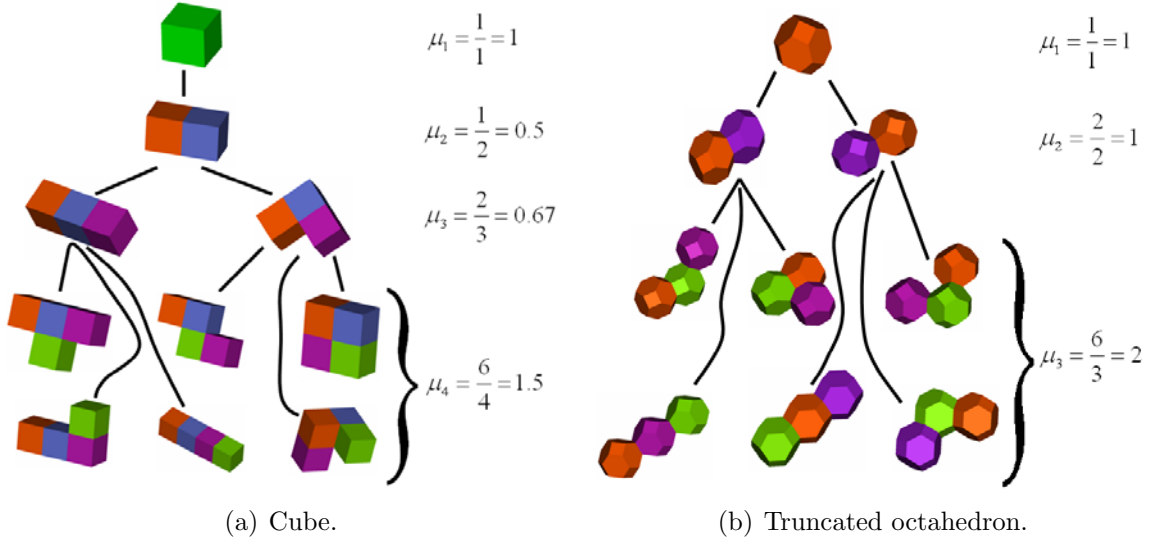 μ₁ = 1/1 = 1
μ₂ = 1/2 = 0.5
μ₃ = 2/3 = 0.67
μ₄ = 6/4 = 1.5
(a) Cube.
μ₁ = 1/1 = 1
μ₂ = 2/2 = 1
μ₃ = 6/3 = 2
(b) Truncated octahedron.